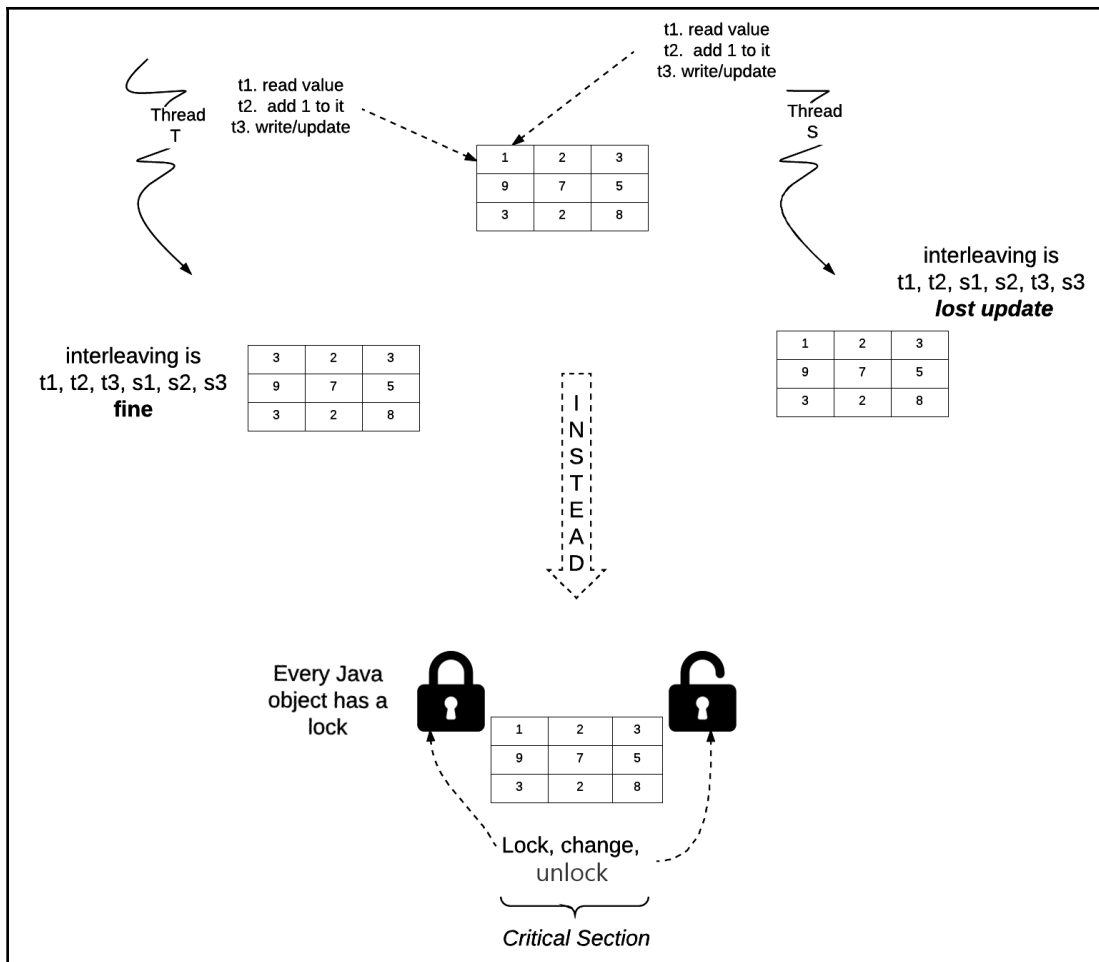 t1. read value
t2. add 1 to it
t3. write/update
t1. read value
t2. add 1 to it
t3. write/update
Thread
T
Thread
S
1 2 3
9 7 5
3 2 8
interleaving is
t1, t2, s1, s2, t3, s3
lost update
interleaving is
t1, t2, t3, s1, s2, s3
fine
3 2 3
9 7 5
3 2 8
1 2 3
9 7 5
3 2 8
I
N
S
T
E
A
D
Every Java
object has a
lock
1 2 3
9 7 5
3 2 8
Lock, change,
unlock
Critical Section